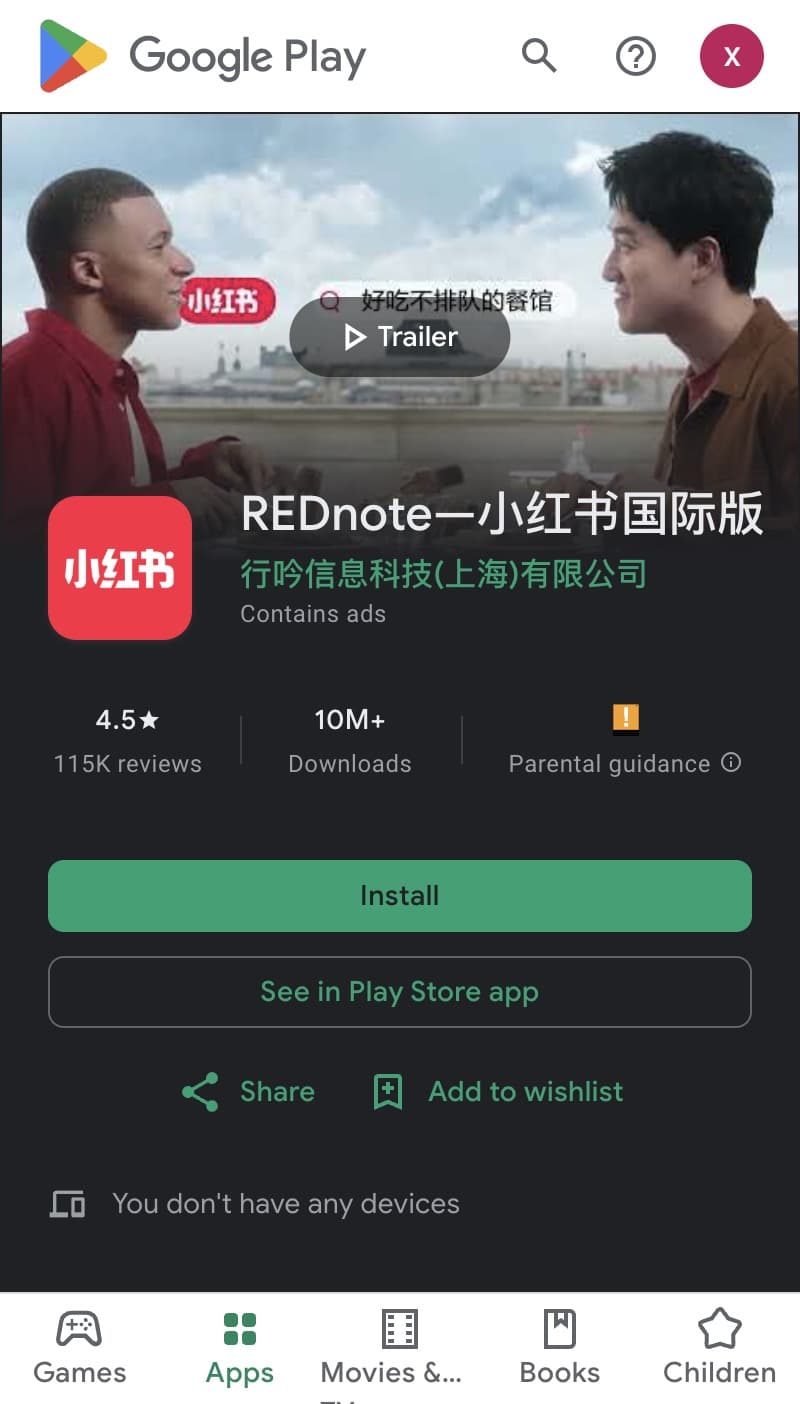 Google Play
X
小红书
好吃不排队的餐馆
Trailer
REDnote—小红书国际版
小红书
行吟信息科技(上海)有限公司
Contains ads
4.5★
115K reviews
10M+
Downloads
Parental guidance
Install
See in Play Store app
Share
Add to wishlist
You don't have any devices
Games
Apps
Movies &...
Books
Children